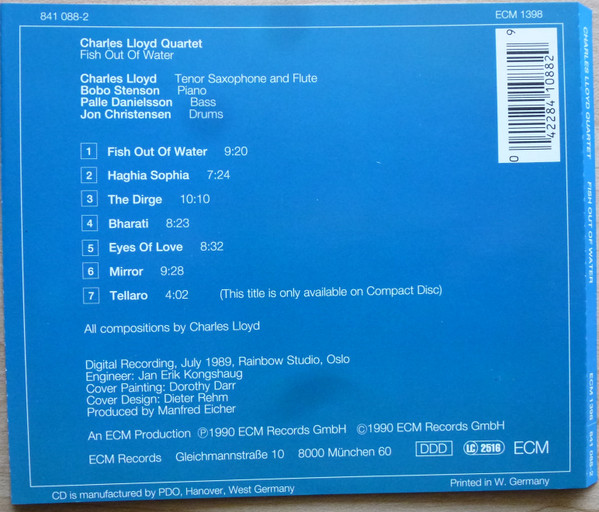 841 088-2
ECM 1398
Charles Lloyd Quartet
Fish Out Of Water
Charles Lloyd Tenor Saxophone and Flute
Bobo Stenson Piano
Palle Danielsson Bass
Jon Christensen Drums
1 Fish Out Of Water 9:20
2 Haghia Sophia 7:24
3 The Dirge 10:10
4 Bharati 8:23
5 Eyes Of Love 8:32
6 Mirror 9:28
7 Tellaro 4:02 (This title is only available on Compact Disc)
All compositions by Charles Lloyd
Digital Recording, July 1989, Rainbow Studio, Oslo
Engineer: Jan Erik Kongshaug
Cover Painting: Dorothy Darr
Cover Design: Dieter Rehm
Produced by Manfred Eicher
An ECM Production ℗1990 ECM Records GmbH ©1990 ECM Records GmbH
ECM Records Gleichmannstraße 10 8000 München 60 DDD LC 2516 ECM
CD is manufactured by PDO, Hanover, West Germany
Printed in W. Germany
0 42284 10882 9
CHARLES LLOYD QUARTET FISH OUT OF WATER ECM 1398 841 088-2